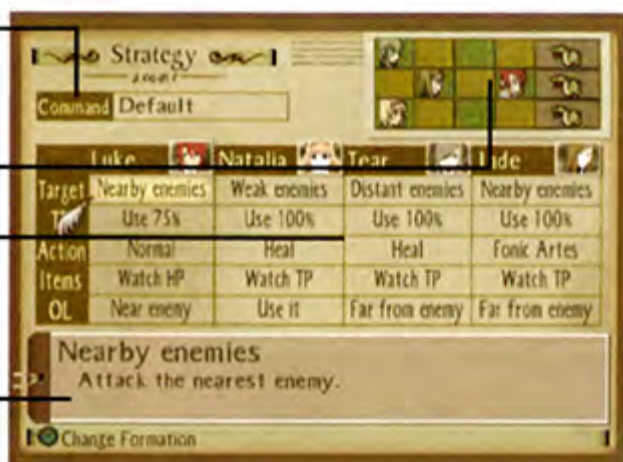 Strategy
Command Default
Luke Natalia Tear Jade
Target Nearby enemies Weak enemies Distant enemies Nearby enemies
Use 75% Use 100% Use 100% Use 100%
Action Normal Heal Heal Fonic Artes
Items Watch HP Watch TP Watch TP Watch TP
OL Near enemy Use it Far from enemy Far from enemy
Nearby enemies
Attack the nearest enemy.
Change Formation